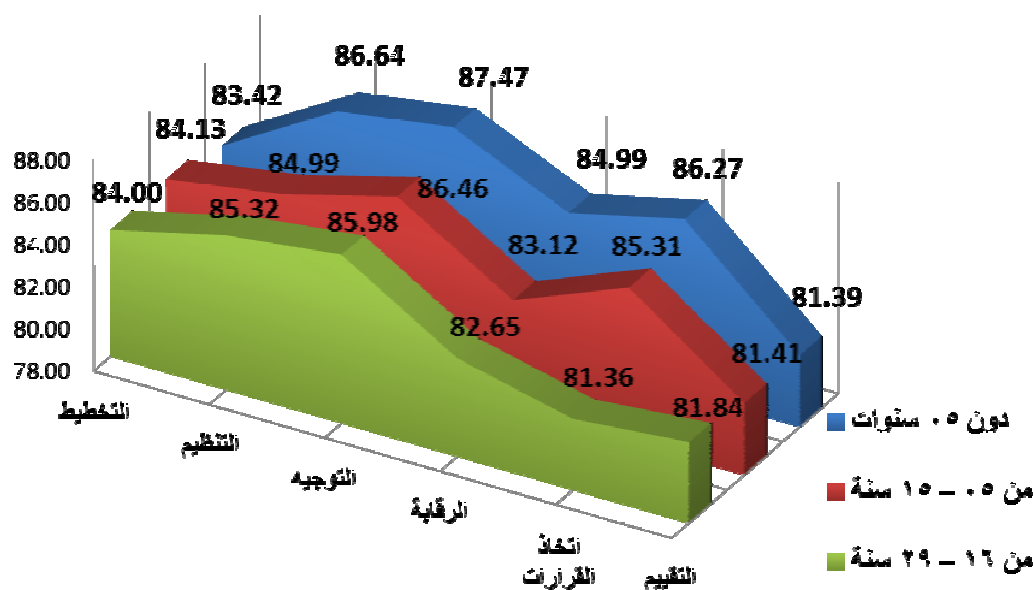 86.64
87.47
83.42
84.13
84.99
84.99
86.27
88.00
84.00
86.46
86.00
85.32
85.98
84.00
83.12
85.31
82.00
81.39
80.00
82.65
81.41
78.00
81.36
81.84
التخطيط
التنظيم
التوجيه
الرقابة
اتخاذ
القرارات
التقييم
دون ٠٥ سنوات
من ٠٥ – ١٥ سنة
من ١٦ – ٢٩ سنة